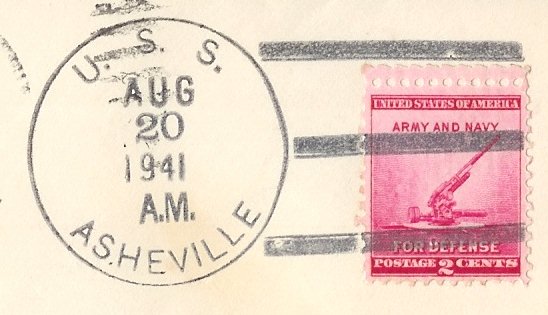 U. S. S.
AUG
20
1941
A.M.
ASHEVILLE
UNITED STATES OF AMERICA
ARMY AND NAVY
FOR DEFENSE
POSTAGE 2 CENTS